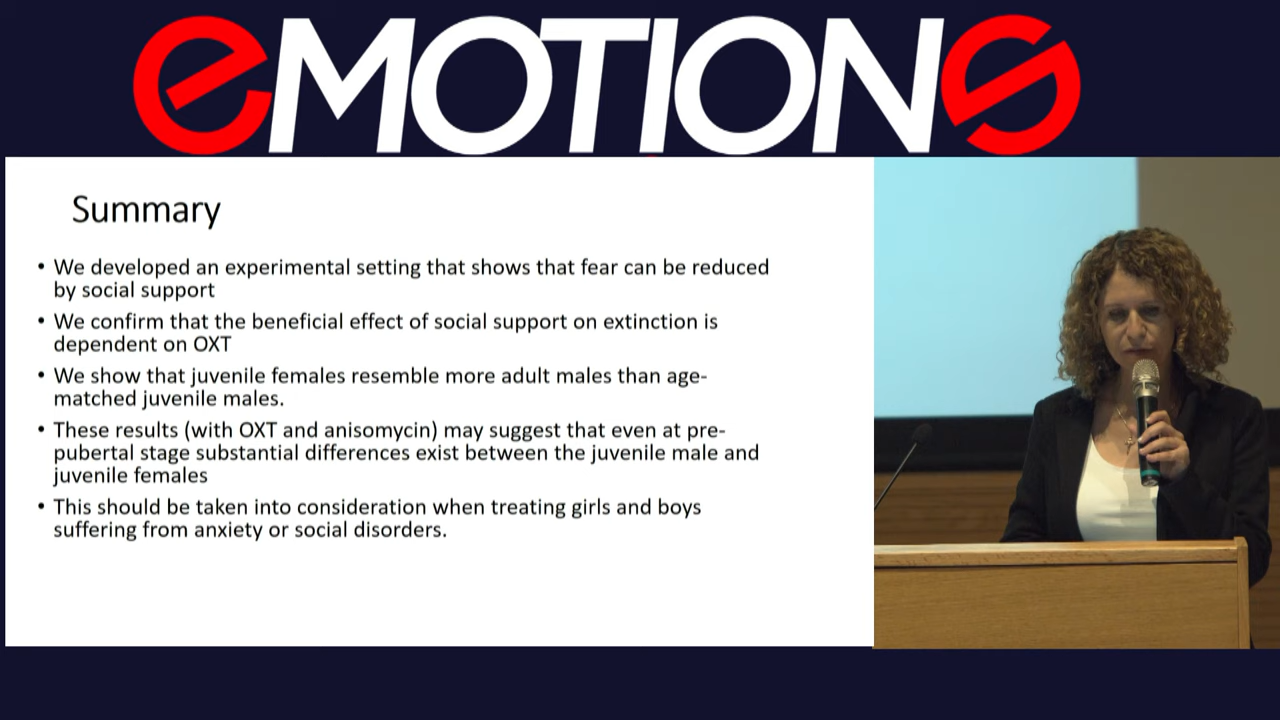 eMOTIONS
Summary
• We developed an experimental setting that shows that fear can be reduced
by social support
• We confirm that the beneficial effect of social support on extinction is
dependent on OXT
• We show that juvenile females resemble more adult males than age-
matched juvenile males.
• These results (with OXT and anisomycin) may suggest that even at pre-
pubertal stage substantial differences exist between the juvenile male and
juvenile females
• This should be taken into consideration when treating girls and boys
suffering from anxiety or social disorders.